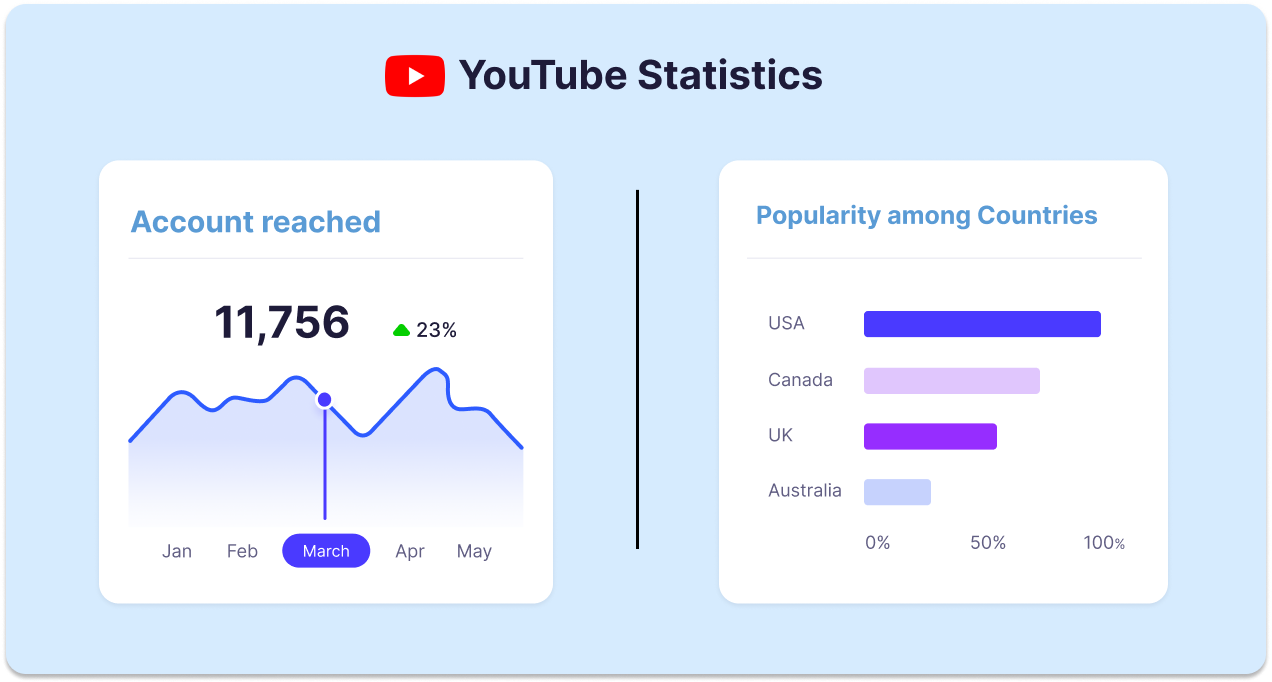 YouTube Statistics
Account reached
11,756 23%
Jan Feb March Apr May
Popularity among Countries
USA
Canada
UK
Australia
0% 50% 100%